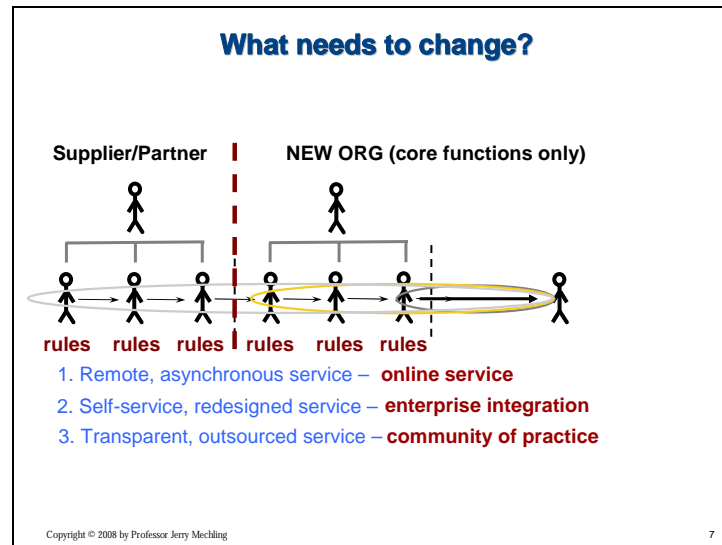 What needs to change?
Supplier/Partner NEW ORG (core functions only)
rules rules rules rules rules rules
1. Remote, asynchronous service – online service
2. Self-service, redesigned service – enterprise integration
3. Transparent, outsourced service – community of practice
Copyright © 2008 by Professor Jerry Mechling 7